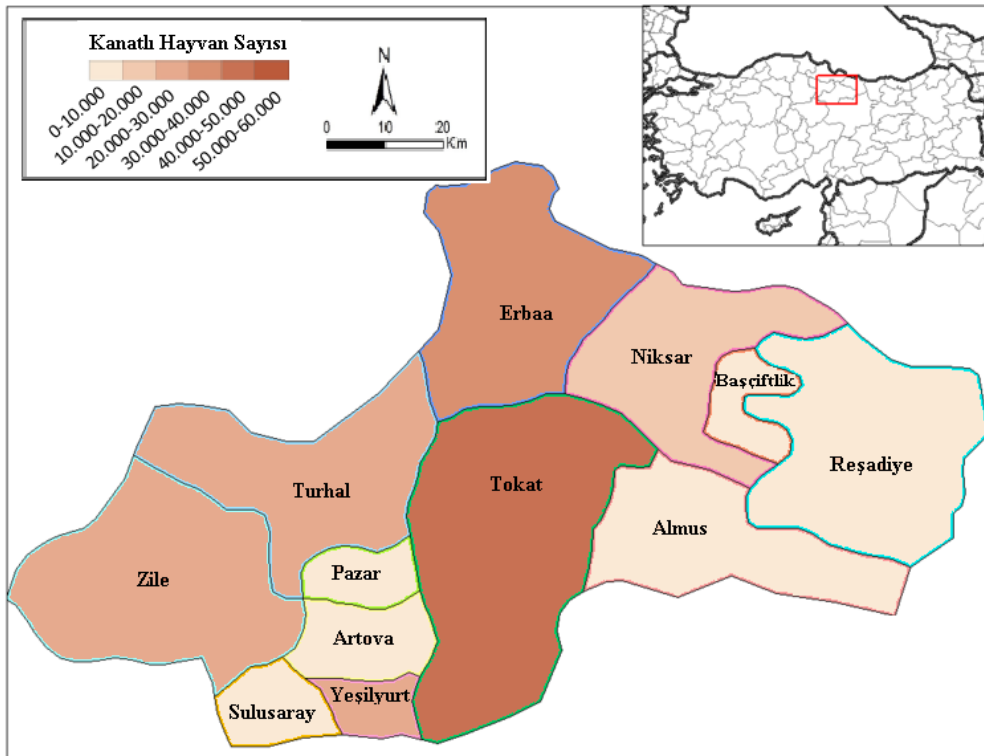 Kanatlı Hayvan Sayısı
0-10.000
10.000-20.000
20.000-30.000
30.000-40.000
40.000-50.000
50.000-60.000
N
10 0 10 20
Km
Erbaa
Niksar
Başçiftlik
Reşadiye
Turhal
Tokat
Almus
Zile
Pazar
Artova
Yeşilyurt
Sulusaray